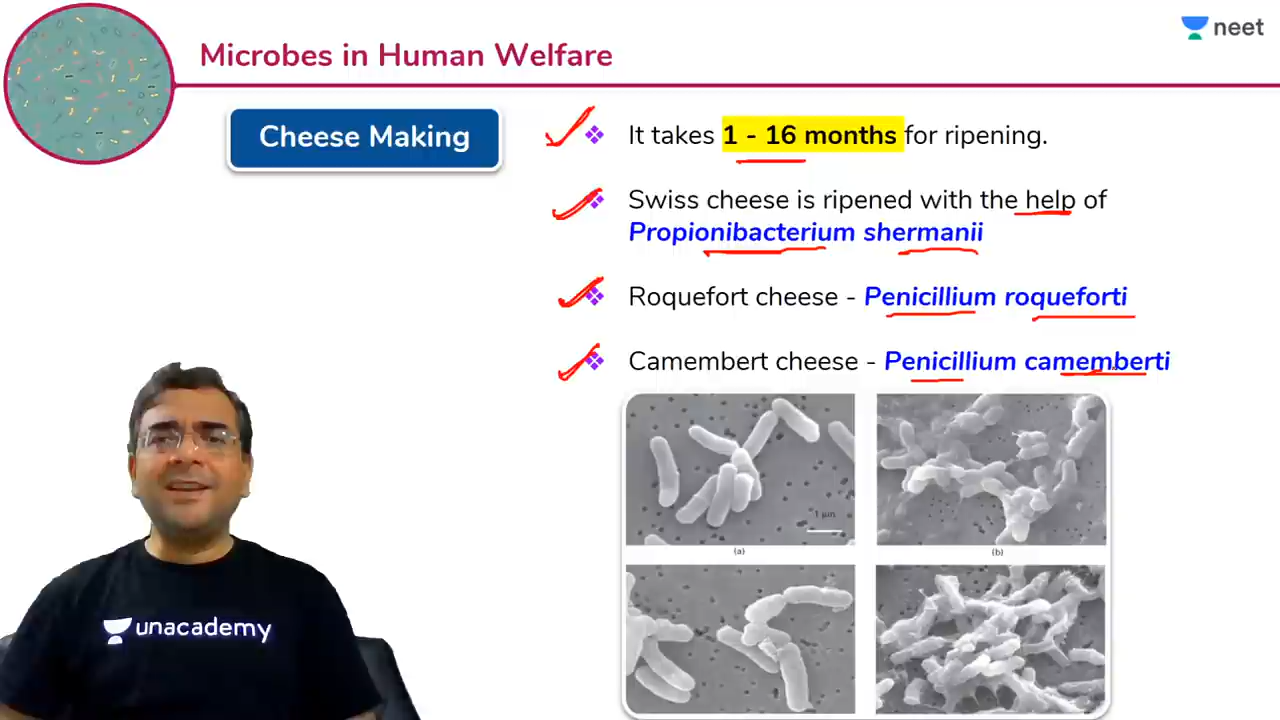 neet
Microbes in Human Welfare
Cheese Making
It takes 1 - 16 months for ripening.
Swiss cheese is ripened with the help of
Propionibacterium shermanii
Roquefort cheese - Penicillium roqueforti
Camembert cheese - Penicillium camemberti
1 μm
(a)
(b)
unacademy